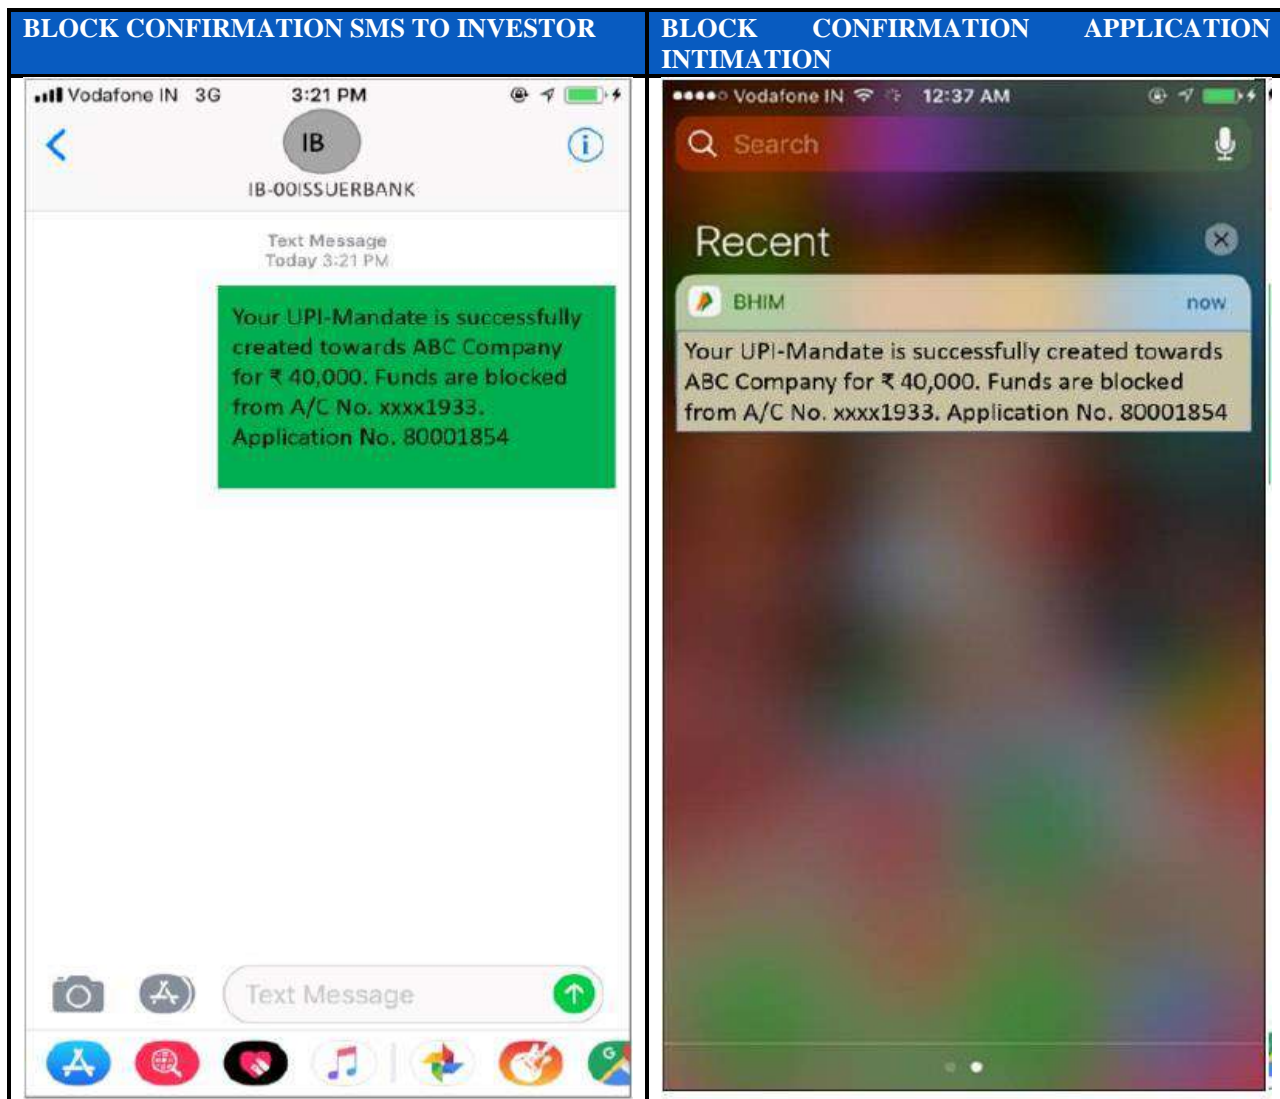 BLOCK CONFIRMATION SMS TO INVESTOR
BLOCK CONFIRMATION APPLICATION
INTIMATION
Vodafone IN 3G 3:21 PM
IB
IB-00ISSUERBANK
Text Message
Today 3:21 PM
Your UPI-Mandate is successfully
created towards ABC Company
for ₹ 40,000. Funds are blocked
from A/C No. xxxx1933.
Application No. 80001854
Text Message
Vodafone IN 12:37 AM
Search
Recent
BHIM now
Your UPI-Mandate is successfully created towards
ABC Company for ₹ 40,000. Funds are blocked
from A/C No. xxxx1933. Application No. 80001854